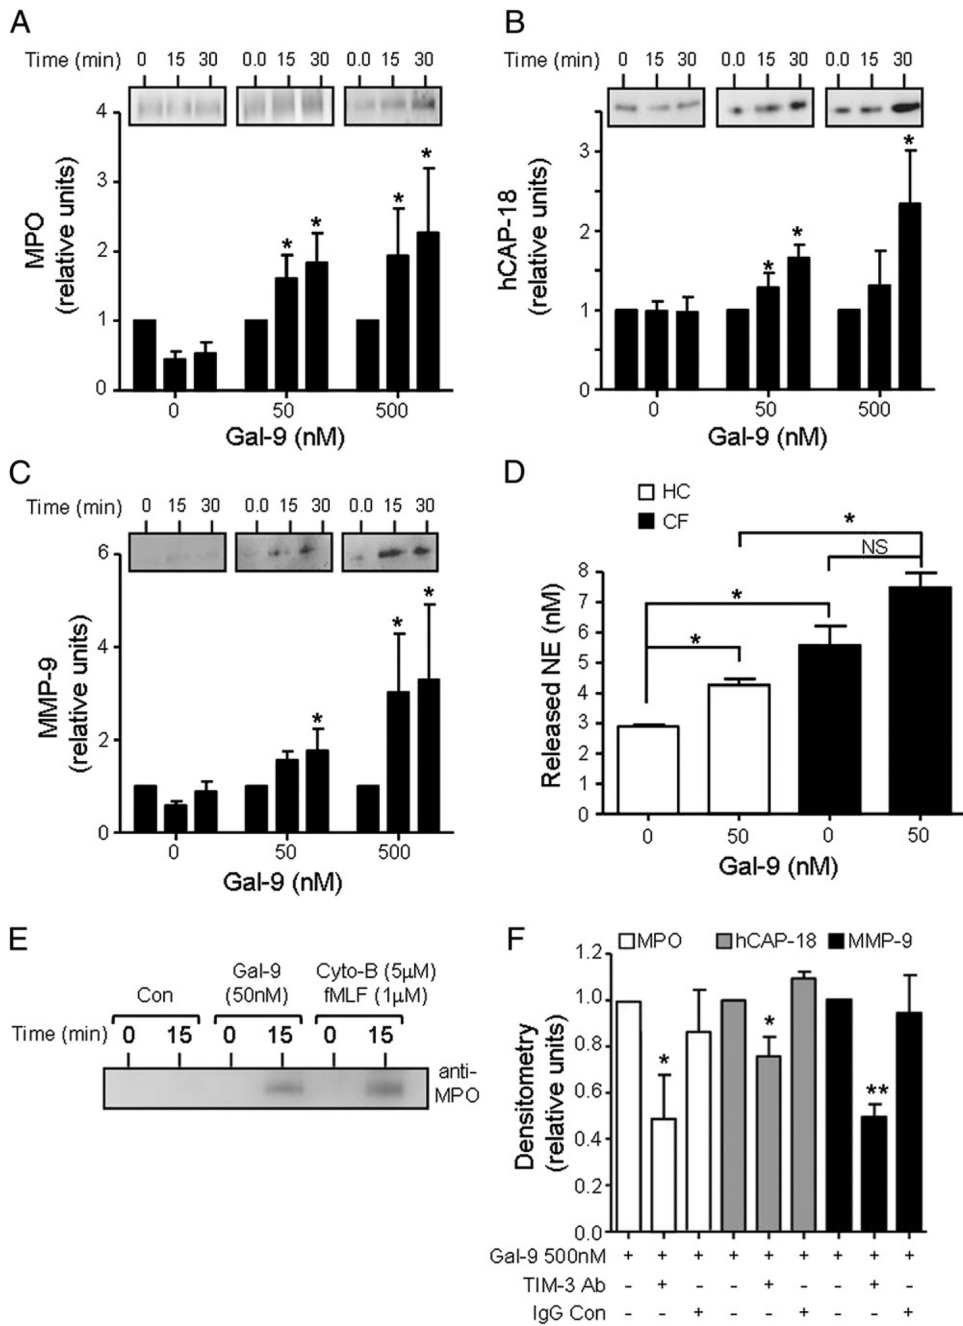 A
Time (min) 0 15 30 0.0 15 30 0.0 15 30
4
3
2
1
0
MPO
(relative units)
* * * *
0 50 500
Gal-9 (nM)
B
Time (min) 0 15 30 0.0 15 30 0.0 15 30
3
2
1
0
hCAP-18
(relative units)
* * *
0 50 500
Gal-9 (nM)
C
Time (min) 0 15 30 0.0 15 30 0.0 15 30
6
4
2
0
MMP-9
(relative units)
* * *
0 50 500
Gal-9 (nM)
D
HC
CF
*
NS
*
*
8
7
6
5
4
3
2
1
0
Released NE (nM)
0 50 0 50
Gal-9 (nM)
E
Con
Gal-9
(50nM)
Cyto-B (5µM)
fMLF (1µM)
Time (min) 0 15 0 15 0 15
anti-
MPO
F
MPO hCAP-18 MMP-9
1.2
1.0
0.8
0.6
0.4
0.2
0.0
Densitometry
(relative units)
* * **
Gal-9 500nM + + + + + + + + +
TIM-3 Ab - + - - + - - + -
IgG Con - - + - - + - - +